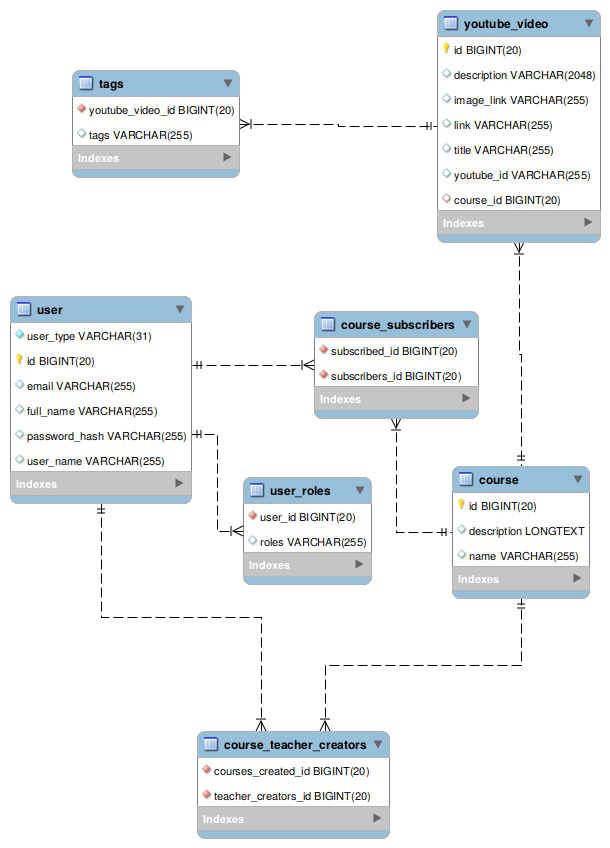 youtube_video
id BIGINT(20)
description VARCHAR(2048)
image_link VARCHAR(255)
link VARCHAR(255)
title VARCHAR(255)
youtube_id VARCHAR(255)
course_id BIGINT(20)
Indexes
tags
youtube_video_id BIGINT(20)
tags VARCHAR(255)
Indexes
user
user_type VARCHAR(31)
id BIGINT(20)
email VARCHAR(255)
full_name VARCHAR(255)
password_hash VARCHAR(255)
user_name VARCHAR(255)
Indexes
course_subscribers
subscribed_id BIGINT(20)
subscribers_id BIGINT(20)
Indexes
user_roles
user_id BIGINT(20)
roles VARCHAR(255)
Indexes
course
id BIGINT(20)
description LONGTEXT
name VARCHAR(255)
Indexes
course_teacher_creators
courses_created_id BIGINT(20)
teacher_creators_id BIGINT(20)
Indexes